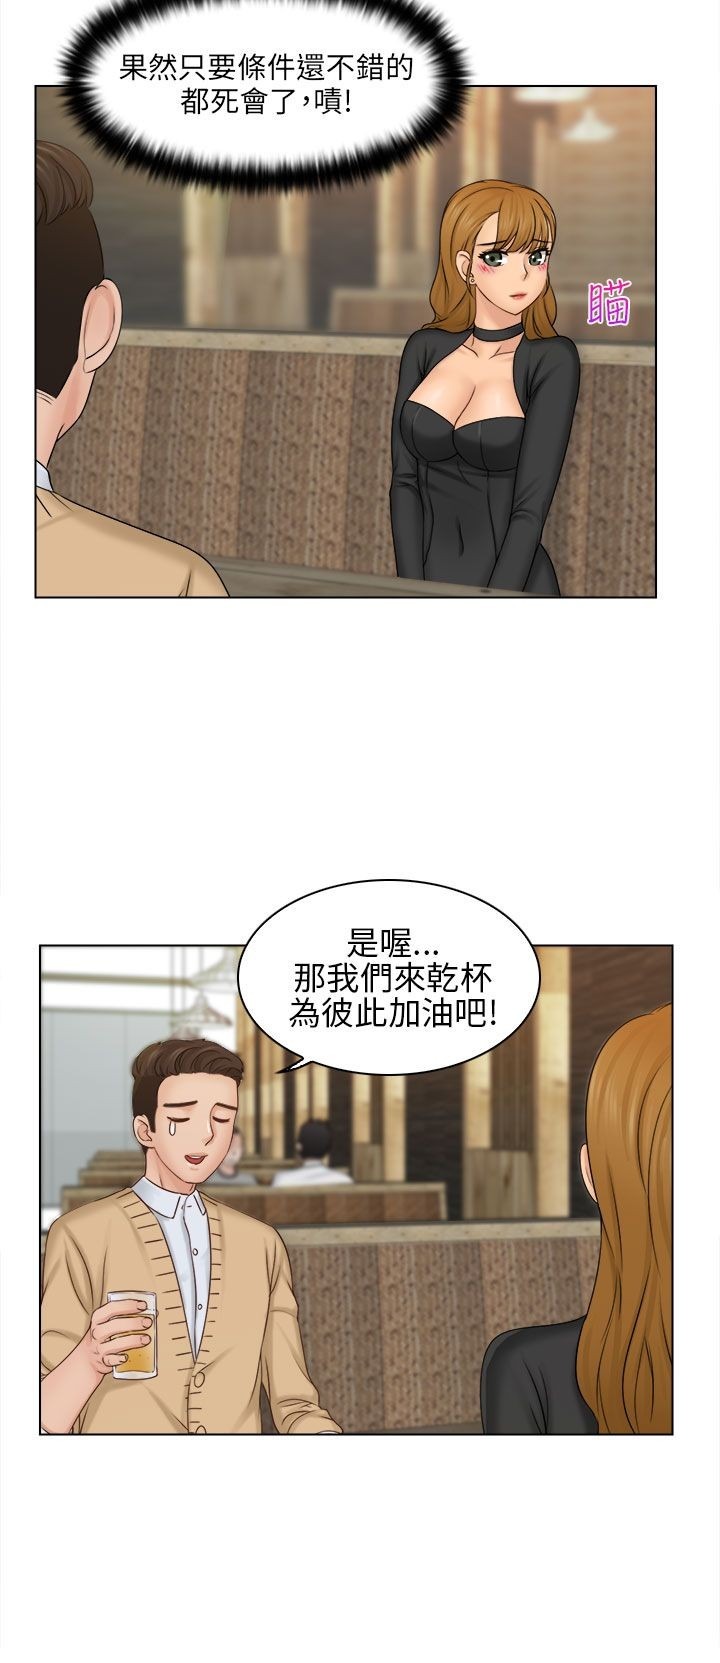 果然只要條件還不錯的
都死會了，嘖！
瞄
是喔…
那我們來乾杯
為彼此加油吧！